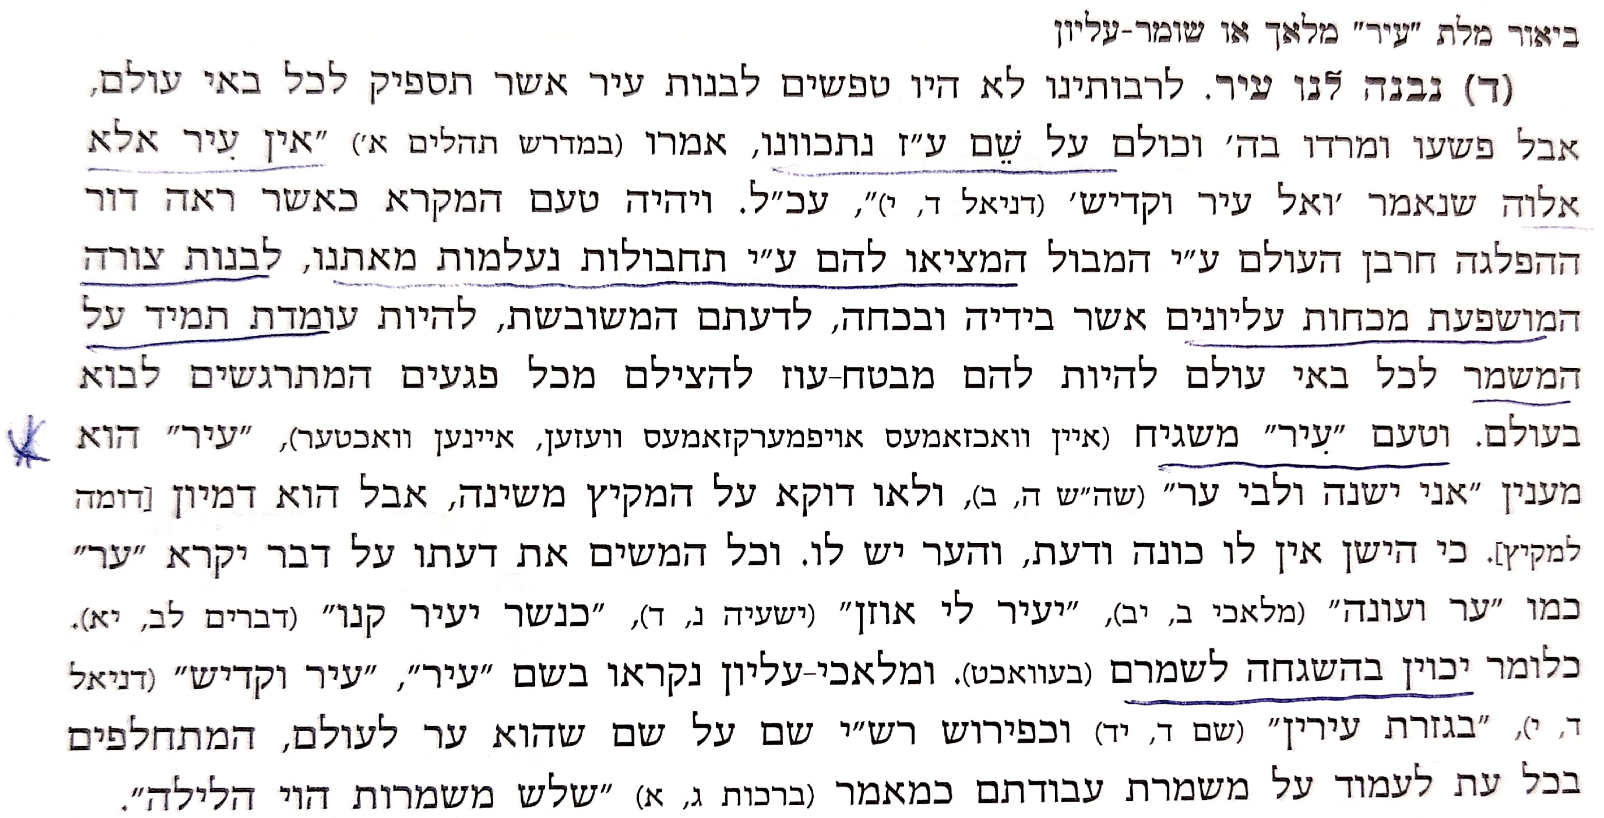 ביאור מלת "עיר" מלאך או שומר-עליון
(ד) נבנה לנו עיר. לרבותינו לא היו טפשים לבנות עיר אשר תספיק לכל באי עולם,
אבל פשעו ומרדו בה' וכולם על שֵׁם ע"ז נתכוונו, אמרו (במדרש תהלים א') "אין עִיר אלא
אלוה שנאמר 'ואל עיר וקדיש' (דניאל ד, י)", עכ"ל. ויהיה טעם המקרא כאשר ראה דור
ההפלגה חרבן העולם ע"י המבול המציאו להם ע"י תחבולות נעלמות מאתנו, לבנות צורה
המושפעת מכחות עליונים אשר בידיה ובכחה, לדעתם המשובשת, להיות עומדת תמיד על
המשמר לכל באי עולם להיות להם מבטח-עוז להצילם מכל פגעים המתרגשים לבוא
בעולם. וטעם "עִיר" משגיח (איין וואכזאמעס אויפמערקזאמעס וועזען, איינען וואכטער), "עיר" הוא
מענין "אני ישנה ולבי ער" (שה"ש ה, ב), ולאו דוקא על המקיץ משינה, אבל הוא דמיון [דומה
למקיץ]. כי הישן אין לו כונה ודעת, והער יש לו. וכל המשים את דעתו על דבר יקרא "ער"
כמו "ער ועונה" (מלאכי ב, יב), "יעיר לי אוזן" (ישעיה נ, ד), "כנשר יעיר קנו" (דברים לב, יא).
כלומר יכוין בהשגחה לשמרם (בעוואכט). ומלאכי-עליון נקראו בשם "עיר", "עיר וקדיש" (דניאל
ד, י), "בגזרת עירין" (שם ד, יד) וכפירוש רש"י שם על שם שהוא ער לעולם, המתחלפים
בכל עת לעמוד על משמרת עבודתם כמאמר (ברכות ג, א) "שלש משמרות הוי הלילה".